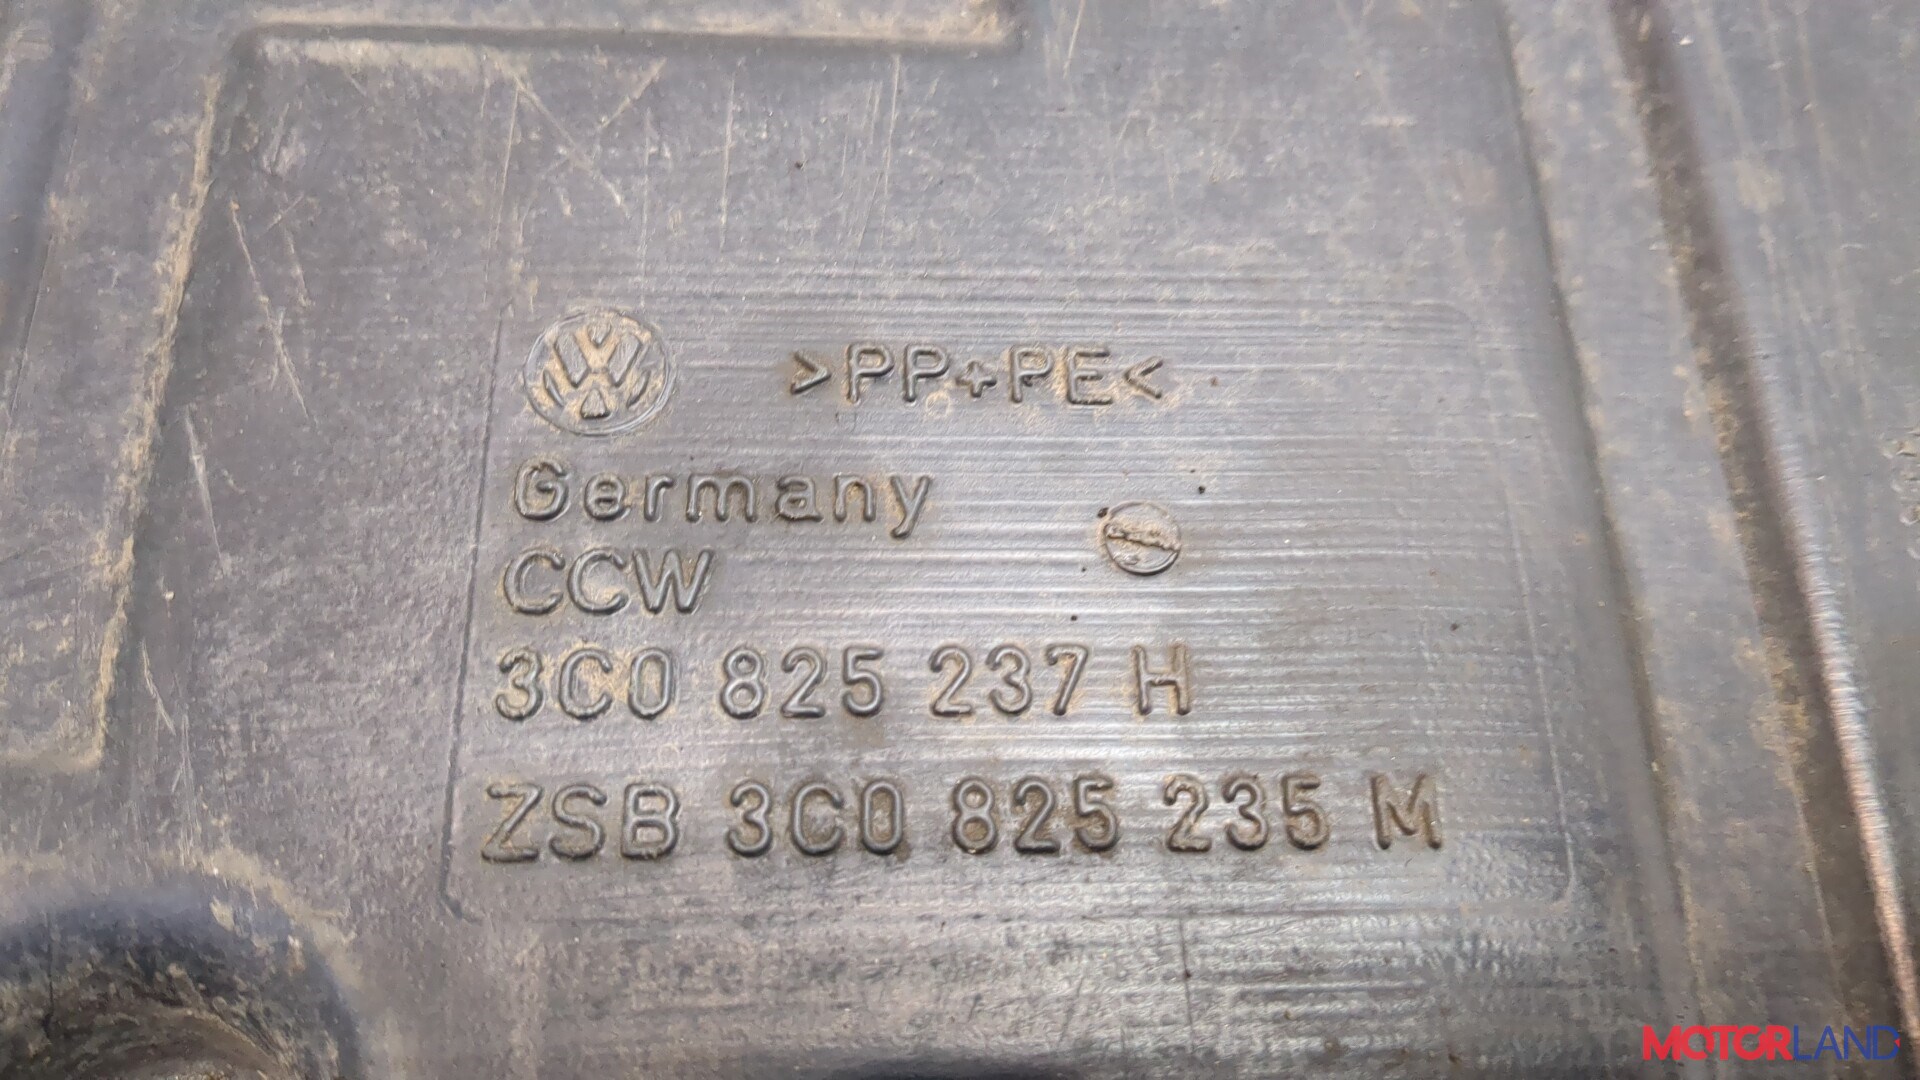 >PP+PE<
Germany
CCW
3C0 825 237 H
ZSB 3C0 825 235 M
MOTORLAND